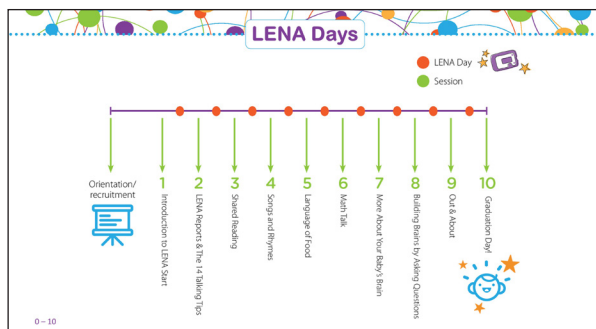 LENA Days
LENA Day
Session
Orientation/
recruitment
1
Introduction to LENA Start
2
LENA Reports & The 14 Talking Tips
3
Shared Reading
4
Songs and Rhymes
5
Language of Food
6
Math Talk
7
More About Your Baby's Brain
8
Building Brains by Asking Questions
9
Out & About
10
Graduation Day!
0 – 10